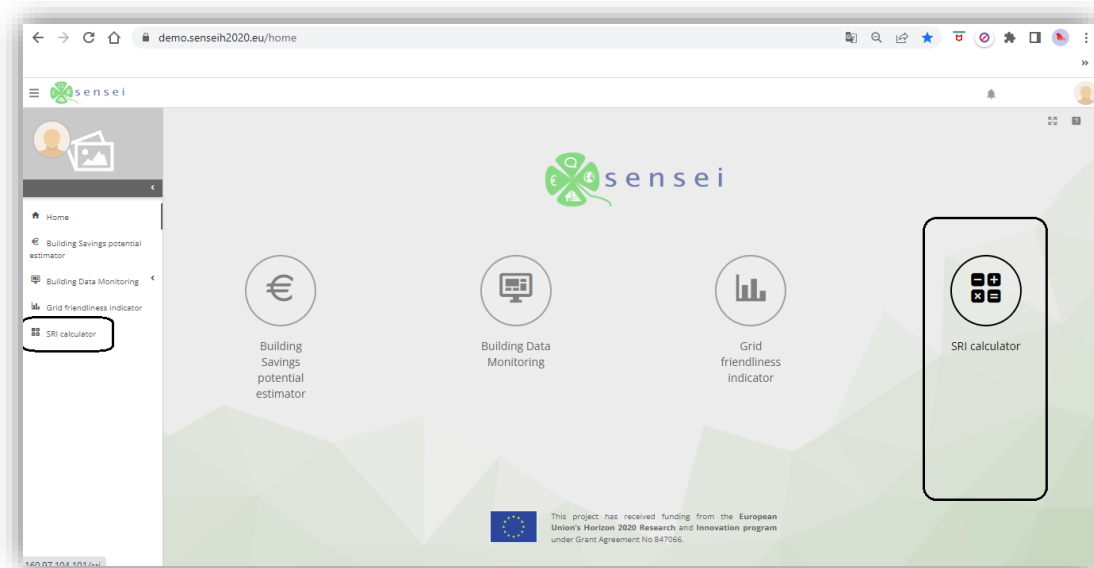 demo.senseih2020.eu/home
sensei
sensei
Home
€ Building Savings potential
estimator
Building Data Monitoring
Grid friendliness indicator
SRI calculator
€
Building
Savings
potential
estimator
Building Data
Monitoring
Grid
friendliness
indicator
SRI calculator
This project has received funding from the European
Union's Horizon 2020 Research and Innovation program
under Grant Agreement No 847066.
160.97.104.101/sri